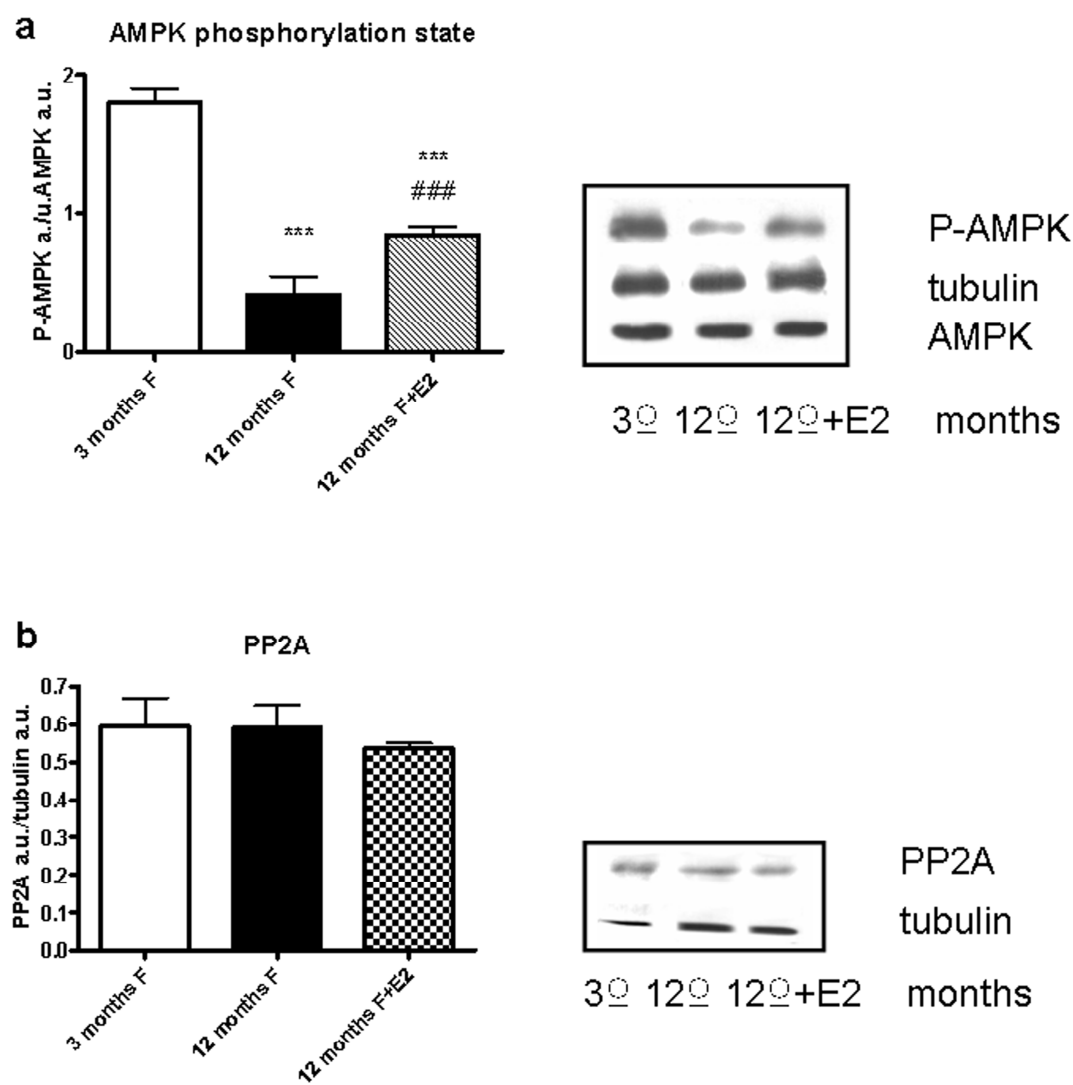 a
AMPK phosphorylation state
P-AMPK a./u.AMPK a.u.
2
1
0
***
***
###
3 months F
12 months F
12 months F+E2
P-AMPK
tubulin
AMPK
3♀ 12♀ 12♀+E2 months
b
PP2A
PP2A a.u./tubulin a.u.
0.7
0.6
0.5
0.4
0.3
0.2
0.1
0.0
3 months F
12 months F
12 months F+E2
PP2A
tubulin
3♀ 12♀ 12♀+E2 months